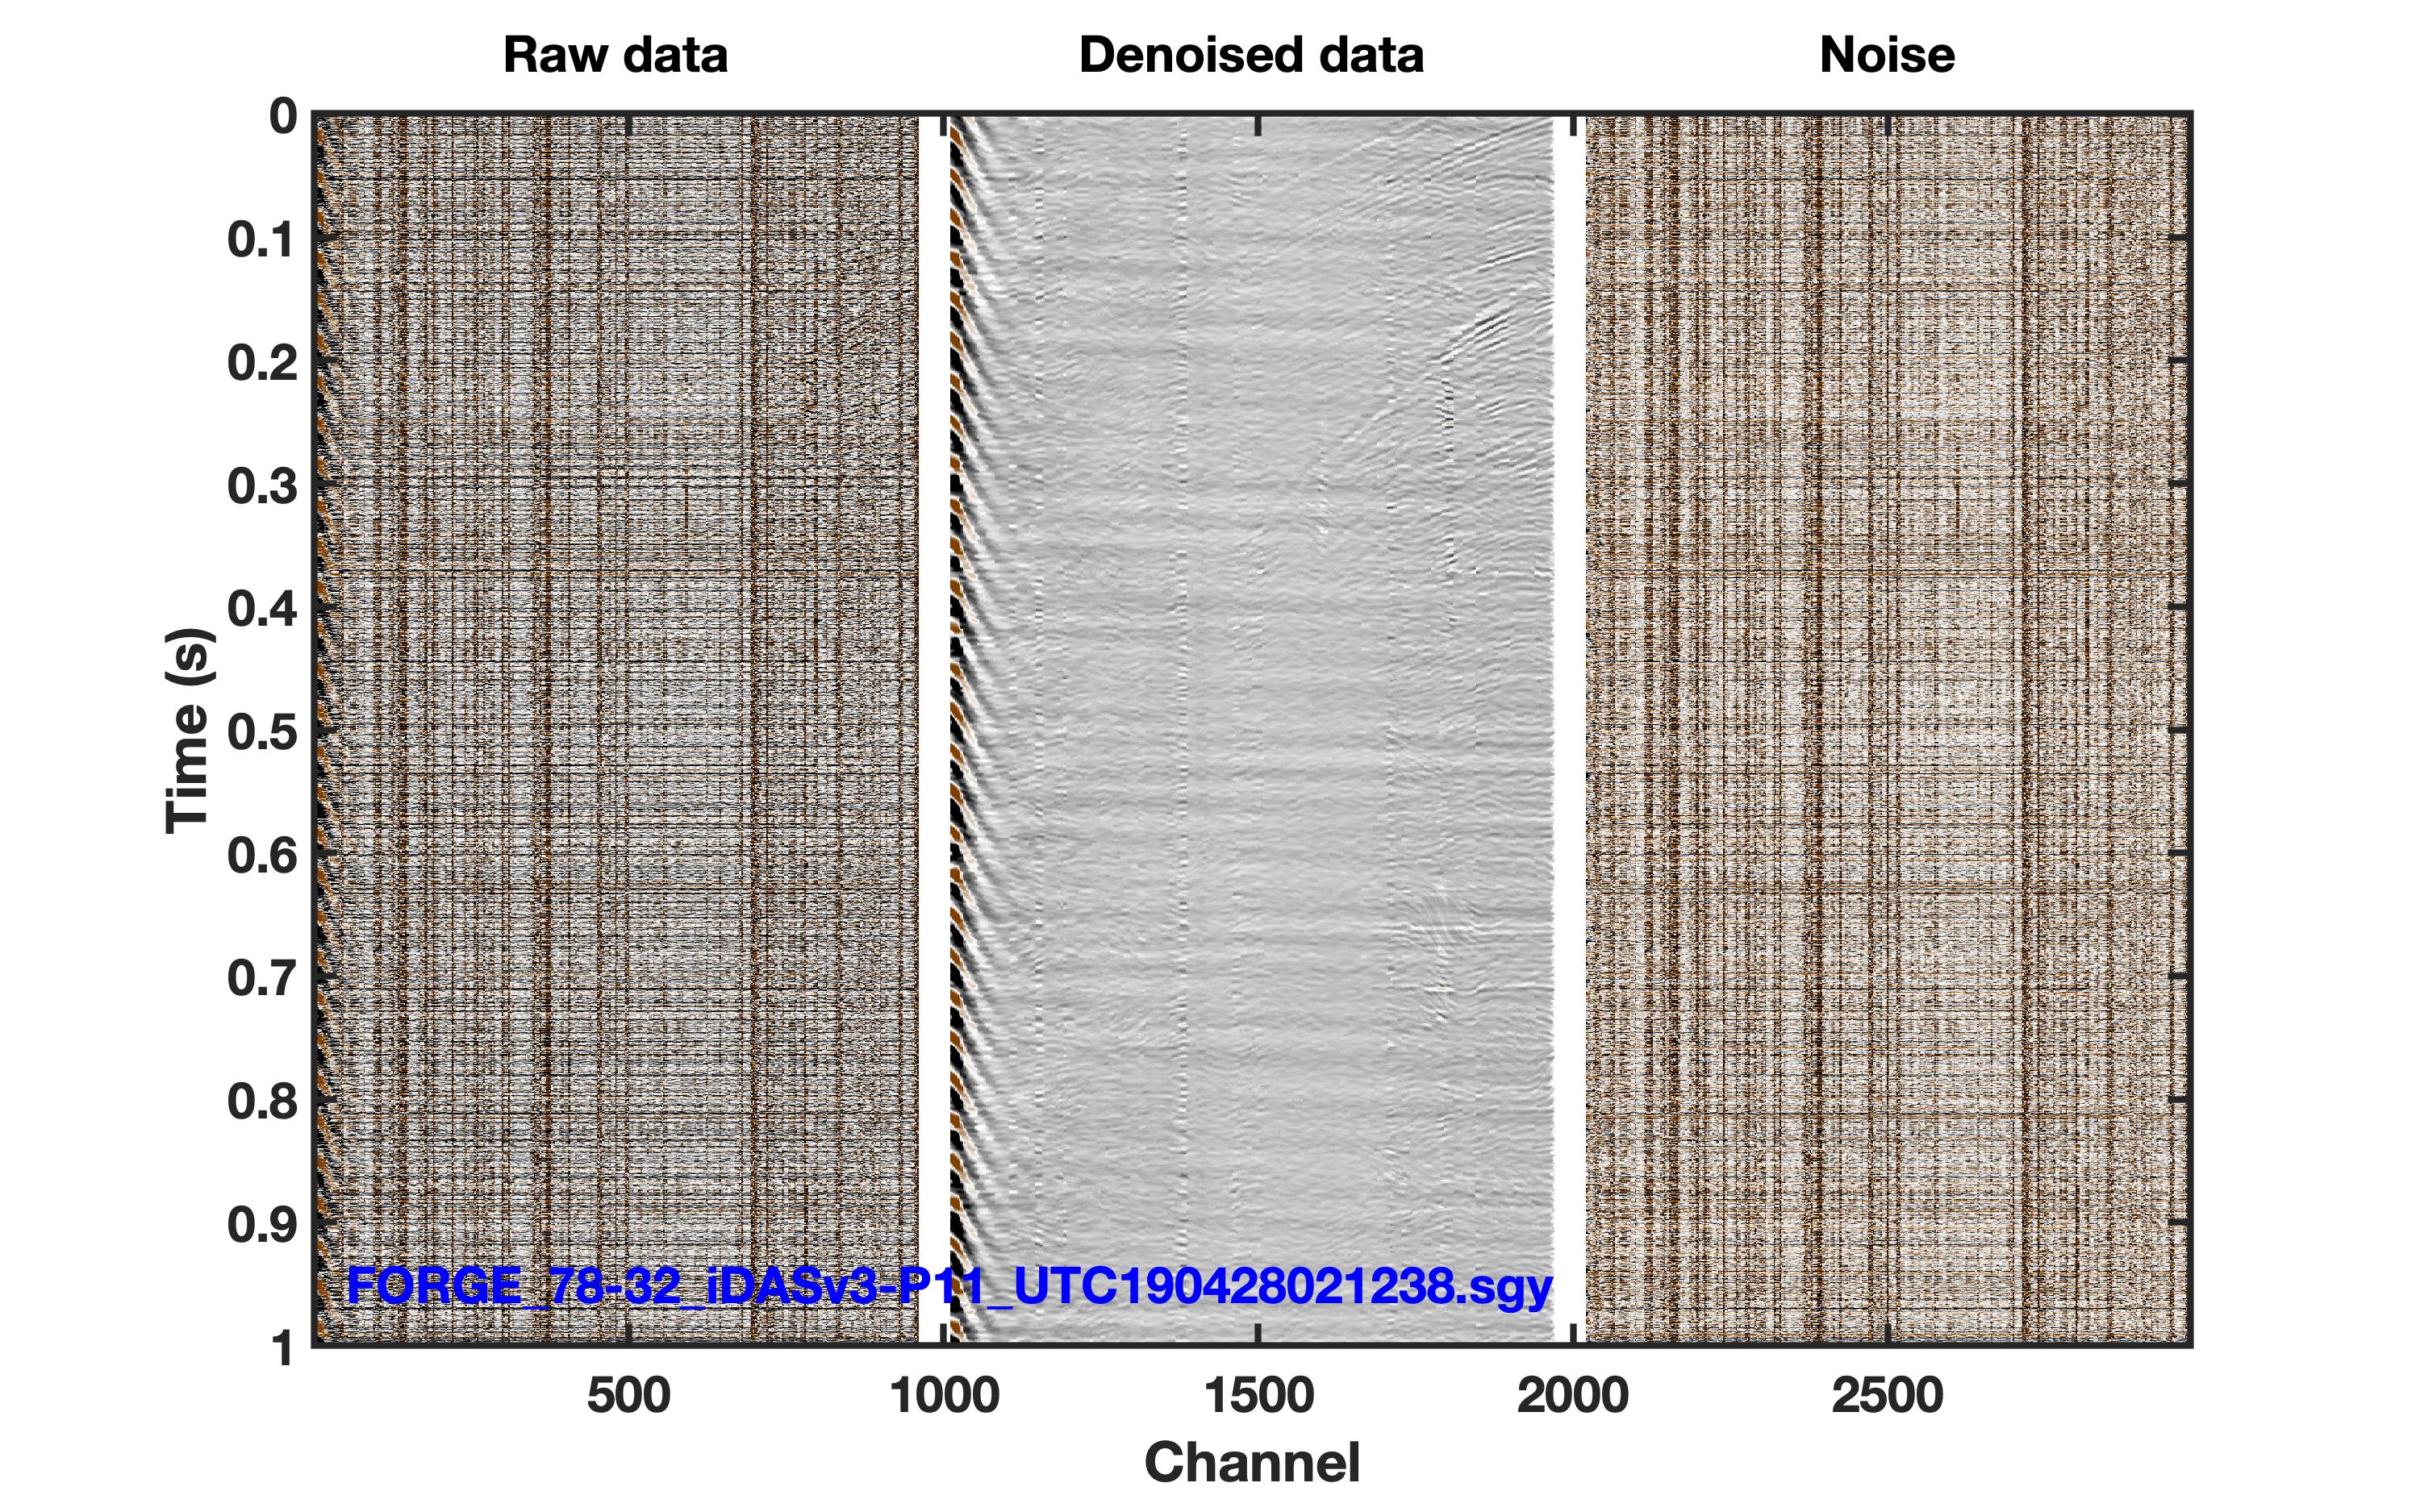 Raw data
Denoised data
Noise
0
0.1
0.2
0.3
0.4
0.5
0.6
0.7
0.8
0.9
1
Time (s)
FORGE_78-32_iDASv3-P11_UTC190428021238.sgy
500
1000
1500
2000
2500
Channel